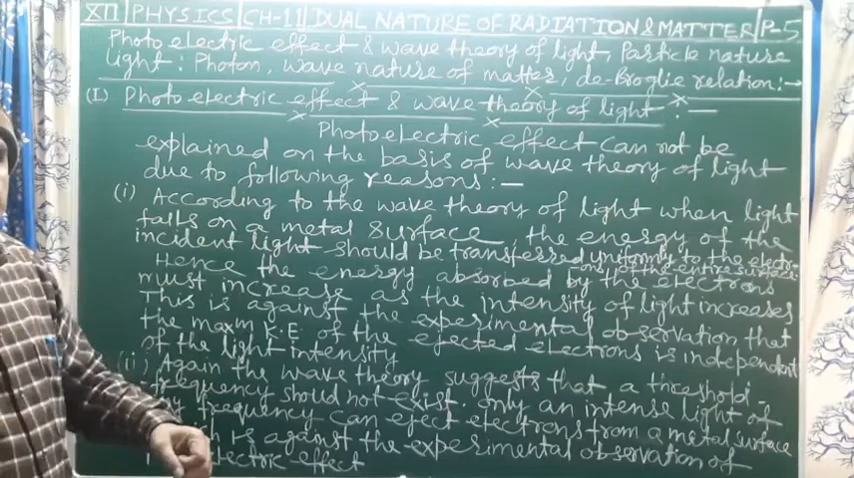 XII PHYSICS CH-11 DUAL NATURE OF RADIATION & MATTER P-5
Photo electric effect & wave theory of light, Particle nature
light : Photon, wave nature of matter, de-Broglie relation :→
(I) Photo electric effect & wave theory of light :—
Photoelectric effect can not be
explained on the basis of wave theory of light
due to following reasons :—
(i) According to the wave theory of light when light
falls on a metal surface, the energy of the
incident light should be transferred uniformly to the electr-
ons of the entire surface.
Hence the energy absorbed by the electrons
must increase as the intensity of light increases
This is against the experimental observation that
the maxm K.E of the ejected electrons is independent
of the light intensity
(ii) Again the wave theory suggests that a threshold-
frequency should not exist. only an intense light of
frequency can eject electrons from a metal surface
is against the experimental observation of
electric effect